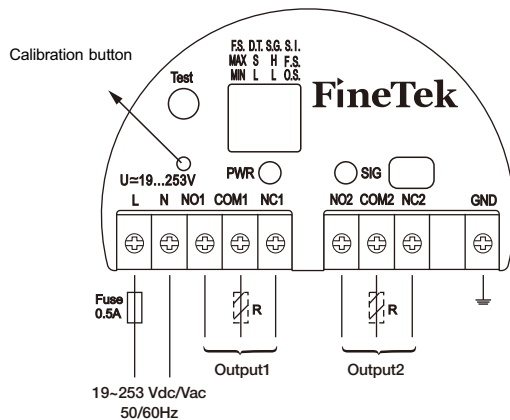 Calibration button
Test
F.S. D.T. S.G. S.I.
MAX S H F.S.
MIN L L O.S.
FineTek
U≃19...253V
PWR
SIG
L N NO1 COM1 NC1
NO2 COM2 NC2 GND
Fuse
0.5A
R
R
Output1
Output2
19~253 Vdc/Vac
50/60Hz